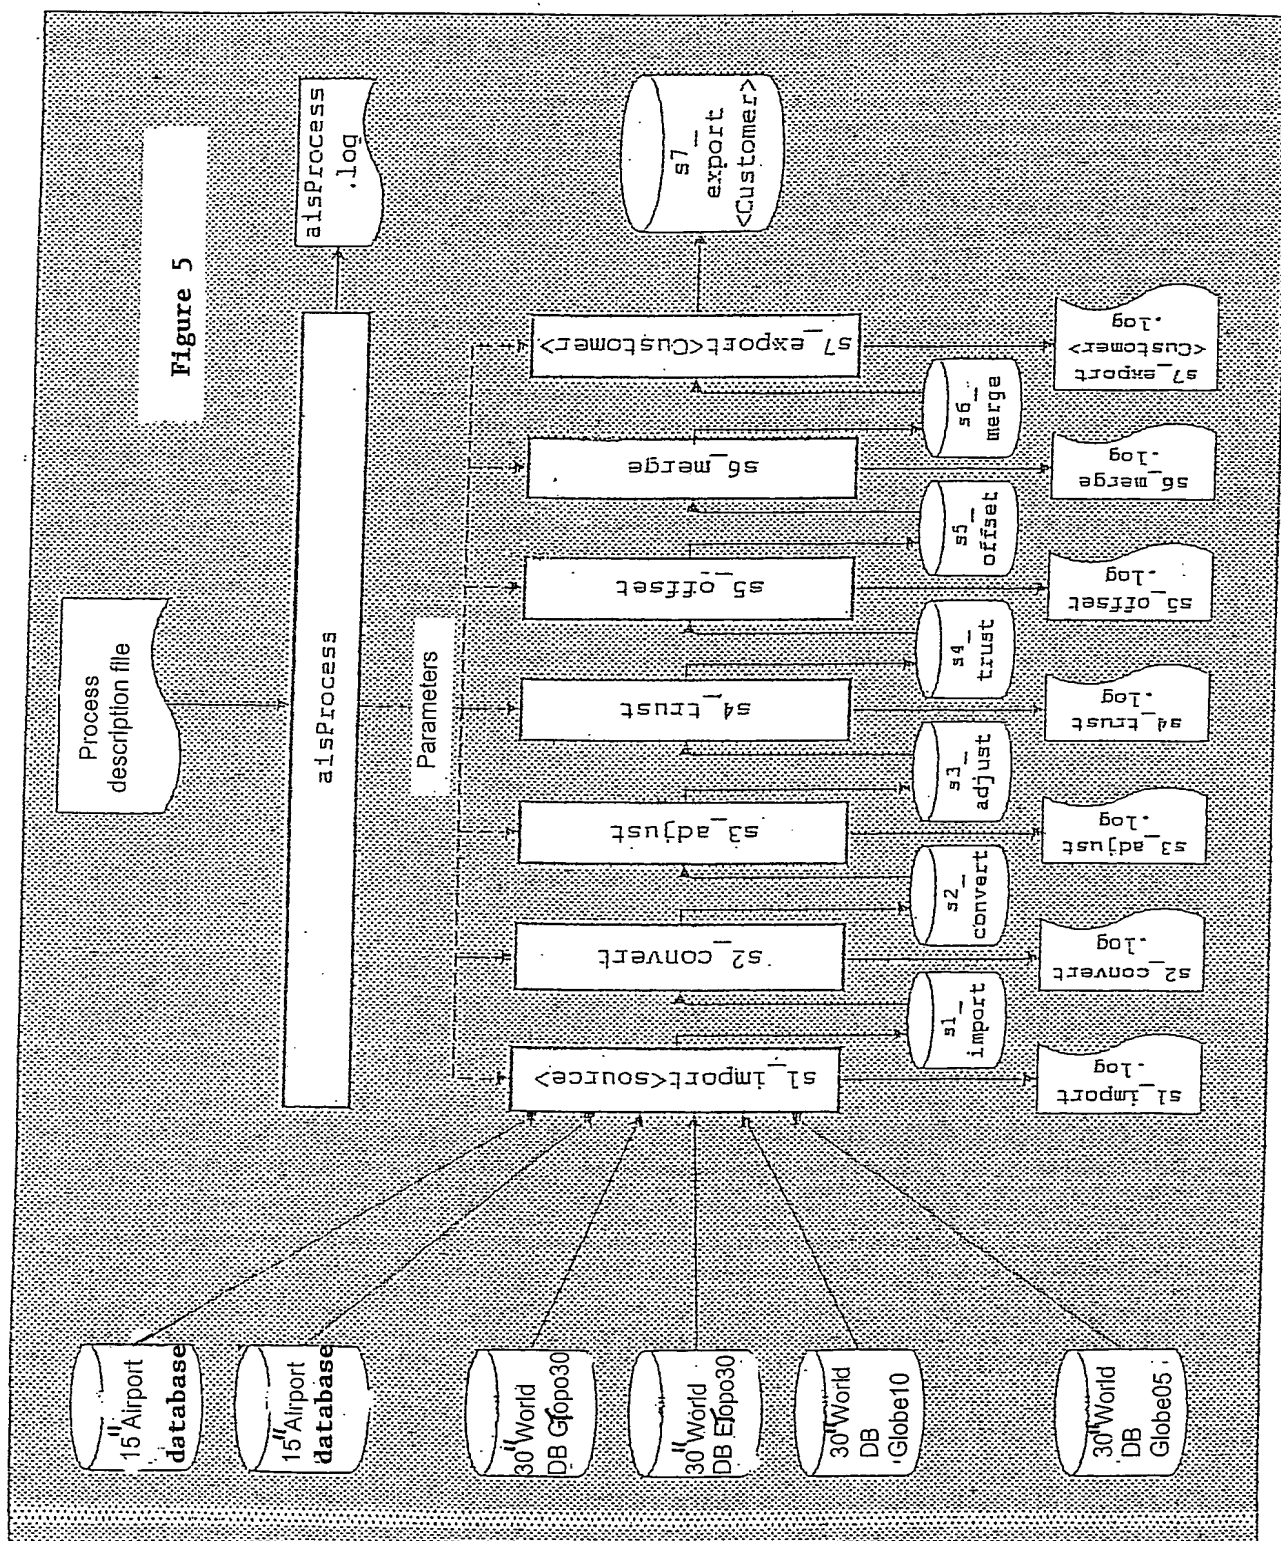 Figure 5
Process
description file
aisProcess
aisProcess
.log
Parameters
15" Airport
database
15" Airport
database
30" World
DB Gtopo30
30" World
DB Etopo30
30" World
DB
Globe10
30" World
DB
Globe05
s1_import<source>
s2_convert
s3_adjust
s4_trust
s5_offset
s6_merge
s7_export<Customer>
s7_
export
<Customer>
s1_
import
s2_
convert
s3_
adjust
s4_
trust
s5_
offset
s6_
merge
s1_import
.log
s2_convert
.log
s3_adjust
.log
s4_trust
.log
s5_offset
.log
s6_merge
.log
s7_export
<Customer>
.log